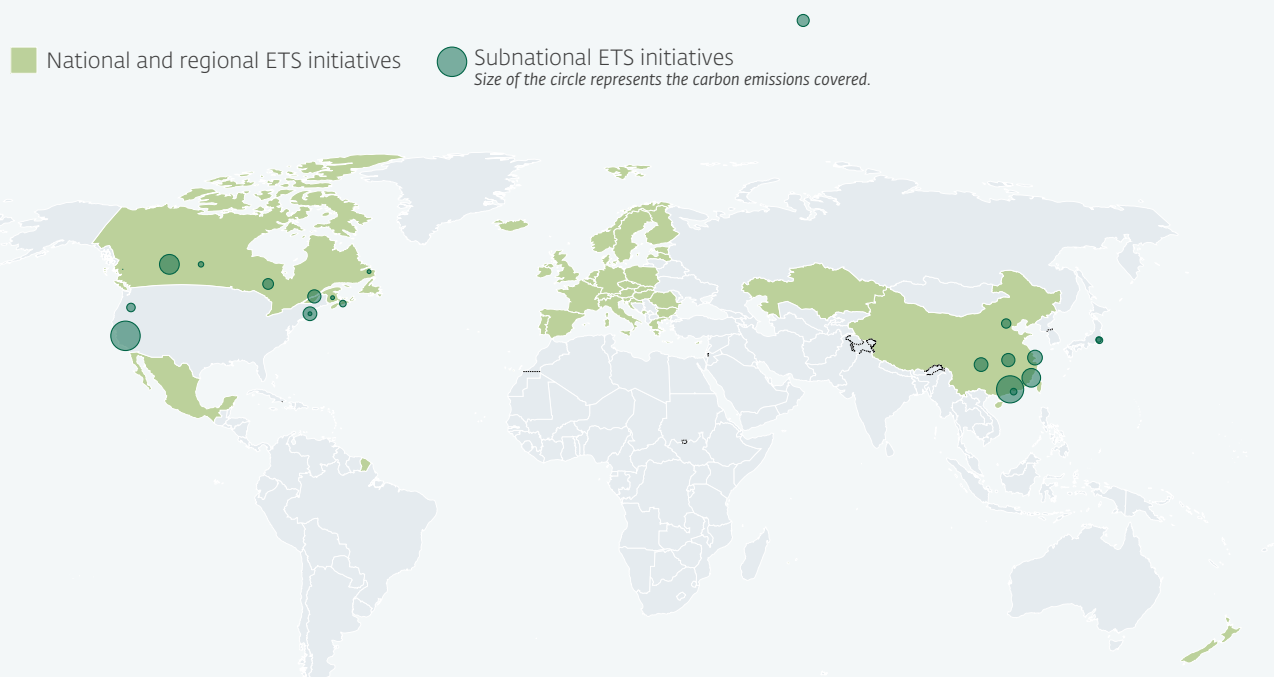 National and regional ETS initiatives
Subnational ETS initiatives
Size of the circle represents the carbon emissions covered.